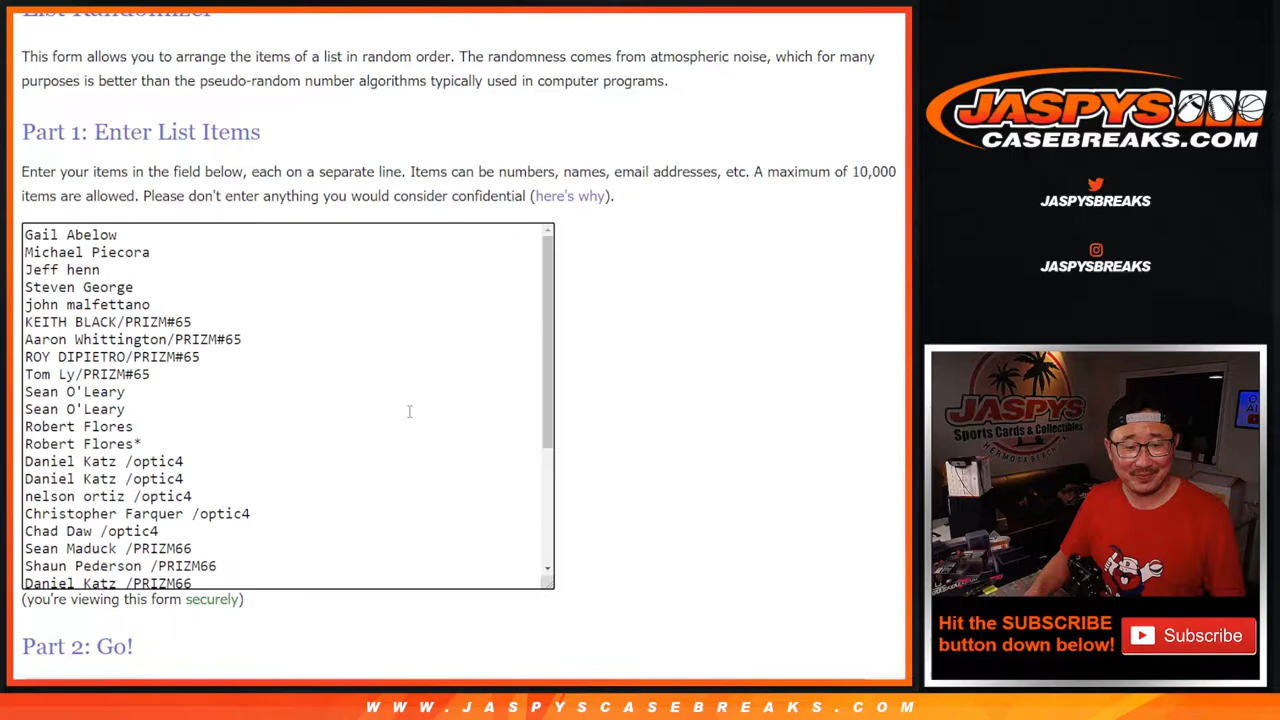 List Randomizer
This form allows you to arrange the items of a list in random order. The randomness comes from atmospheric noise, which for many
purposes is better than the pseudo-random number algorithms typically used in computer programs.
Part 1: Enter List Items
Enter your items in the field below, each on a separate line. Items can be numbers, names, email addresses, etc. A maximum of 10,000
items are allowed. Please don't enter anything you would consider confidential (here's why).
Gail Abelow
Michael Piecora
Jeff henn
Steven George
john malfettano
KEITH BLACK/PRIZM#65
Aaron Whittington/PRIZM#65
ROY DIPIETRO/PRIZM#65
Tom Ly/PRIZM#65
Sean O'Leary
Sean O'Leary
Robert Flores
Robert Flores*
Daniel Katz /optic4
Daniel Katz /optic4
nelson ortiz /optic4
Christopher Farquer /optic4
Chad Daw /optic4
Sean Maduck /PRIZM66
Shaun Pederson /PRIZM66
Daniel Katz /PRIZM66
(you're viewing this form securely)
Part 2: Go!
JASPYS
CASEBREAKS.COM
JASPYSBREAKS
JASPYSBREAKS
JASPYS
Sports Cards & Collectibles
HERMOSA BEACH
Hit the SUBSCRIBE
button down below!
Subscribe
WWW.JASPYSCASEBREAKS.COM